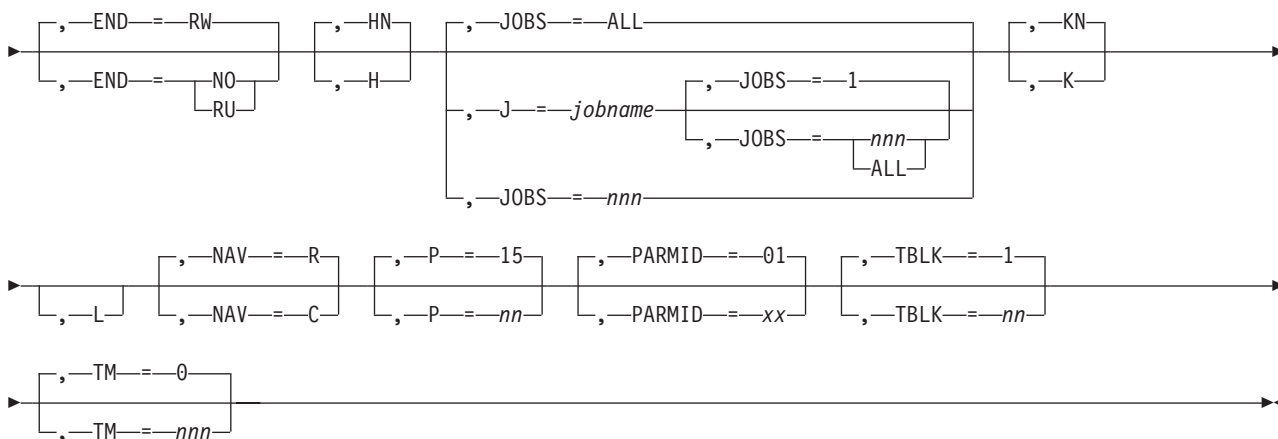 , END = RW
, HN
, JOBS = ALL
, KN
, END = NO
RU
, H
, J = jobname
, JOBS = 1
, JOBS = nnn
ALL
, K
, JOBS = nnn
, L
, NAV = R
, NAV = C
, P = 15
, P = nn
, PARMID = 01
, PARMID = xx
, TBLK = 1
, TBLK = nn
, TM = 0
, TM = nnn